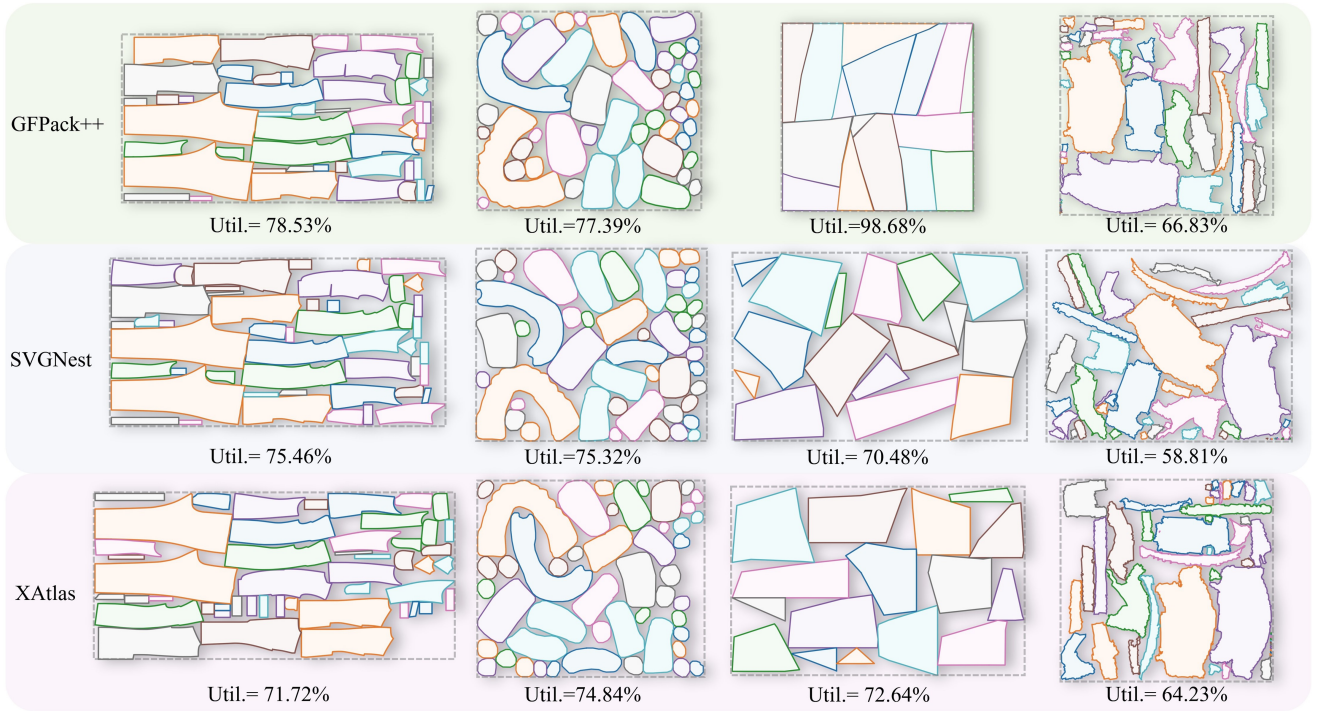 GFPack++
Util.= 78.53%
Util.=77.39%
Util.=98.68%
Util.= 66.83%
SVGNest
Util.= 75.46%
Util.=75.32%
Util.= 70.48%
Util.= 58.81%
XAtlas
Util.= 71.72%
Util.=74.84%
Util.= 72.64%
Util.= 64.23%